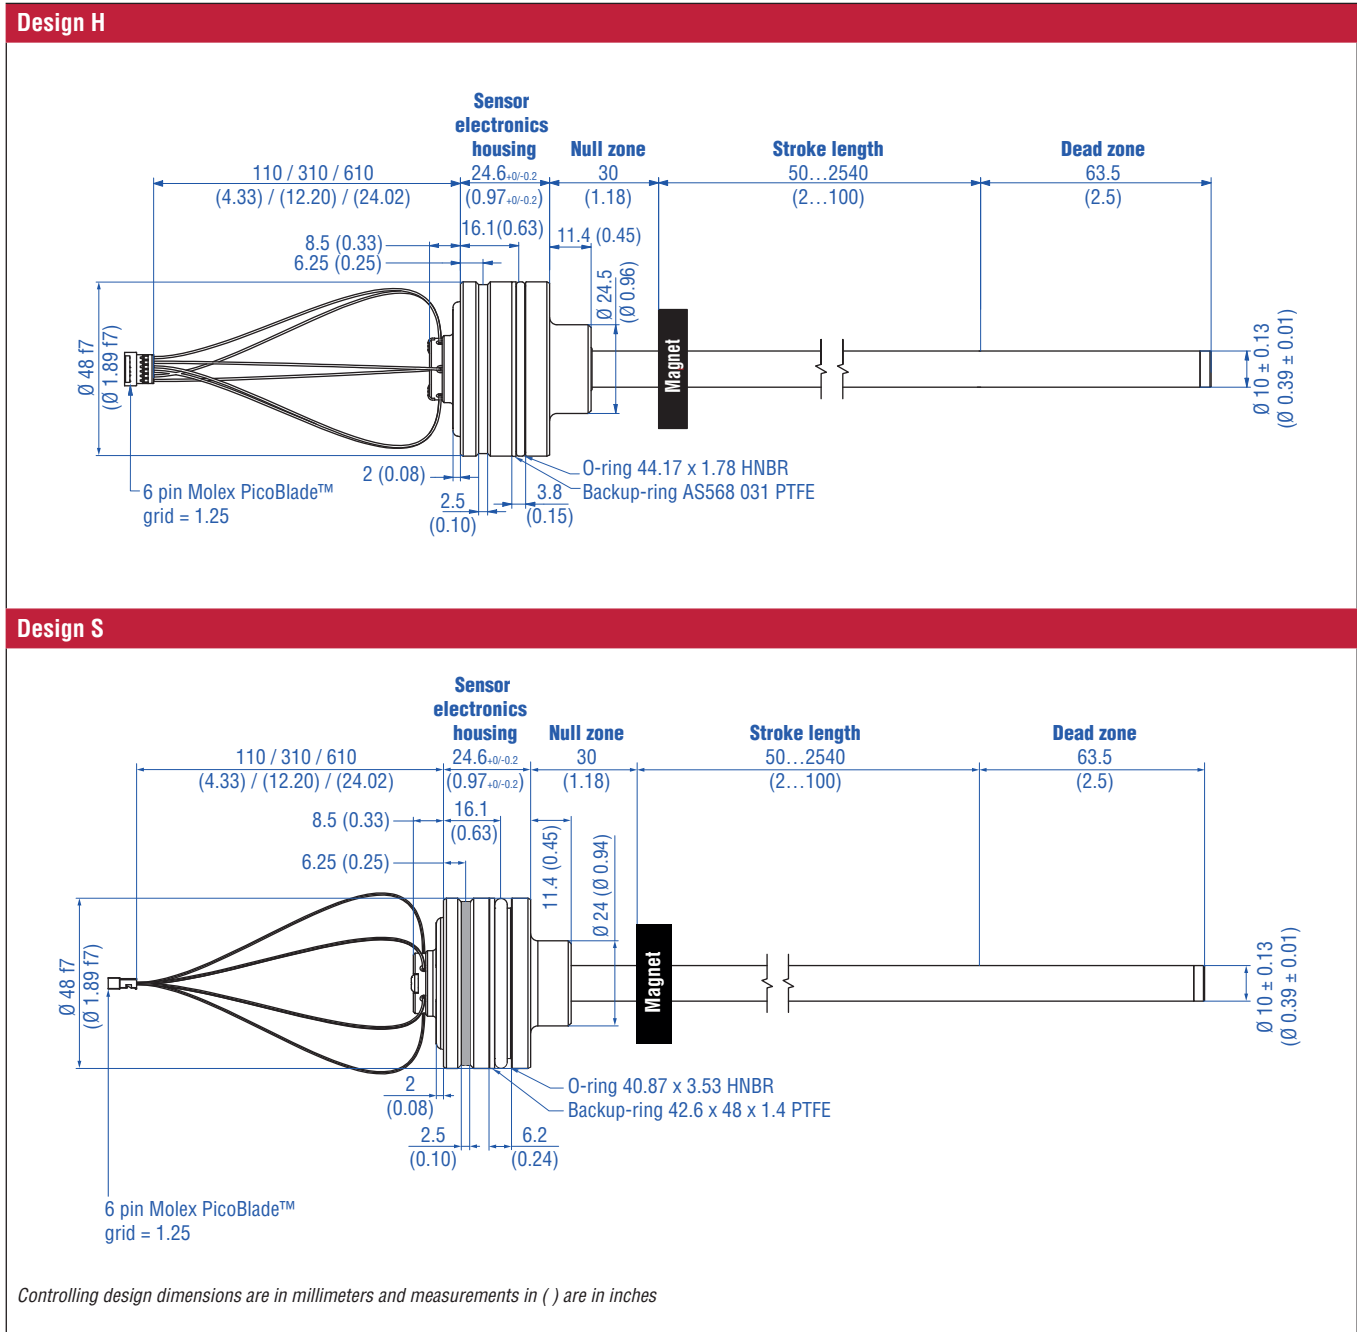 Design H
Sensor
electronics
housing
Null zone
Stroke length
Dead zone
110 / 310 / 610
(4.33) / (12.20) / (24.02)
24.6+0/-0.2
(0.97+0/-0.2)
30
(1.18)
50...2540
(2...100)
63.5
(2.5)
16.1(0.63)
8.5 (0.33)
6.25 (0.25)
11.4 (0.45)
Ø 24.5
(Ø 0.96)
Ø 48 f7
(Ø 1.89 f7)
Magnet
Ø 10 ± 0.13
(Ø 0.39 ± 0.01)
2 (0.08)
2.5
(0.10)
3.8
(0.15)
O-ring 44.17 x 1.78 HNBR
Backup-ring AS568 031 PTFE
6 pin Molex PicoBlade™
grid = 1.25
Design S
Sensor
electronics
housing
Null zone
Stroke length
Dead zone
110 / 310 / 610
(4.33) / (12.20) / (24.02)
24.6+0/-0.2
(0.97+0/-0.2)
30
(1.18)
50...2540
(2...100)
63.5
(2.5)
8.5 (0.33)
16.1
(0.63)
6.25 (0.25)
11.4 (0.45)
Ø 24 (Ø 0.94)
Ø 48 f7
(Ø 1.89 f7)
Magnet
Ø 10 ± 0.13
(Ø 0.39 ± 0.01)
2
(0.08)
2.5
(0.10)
6.2
(0.24)
O-ring 40.87 x 3.53 HNBR
Backup-ring 42.6 x 48 x 1.4 PTFE
6 pin Molex PicoBlade™
grid = 1.25
Controlling design dimensions are in millimeters and measurements in ( ) are in inches